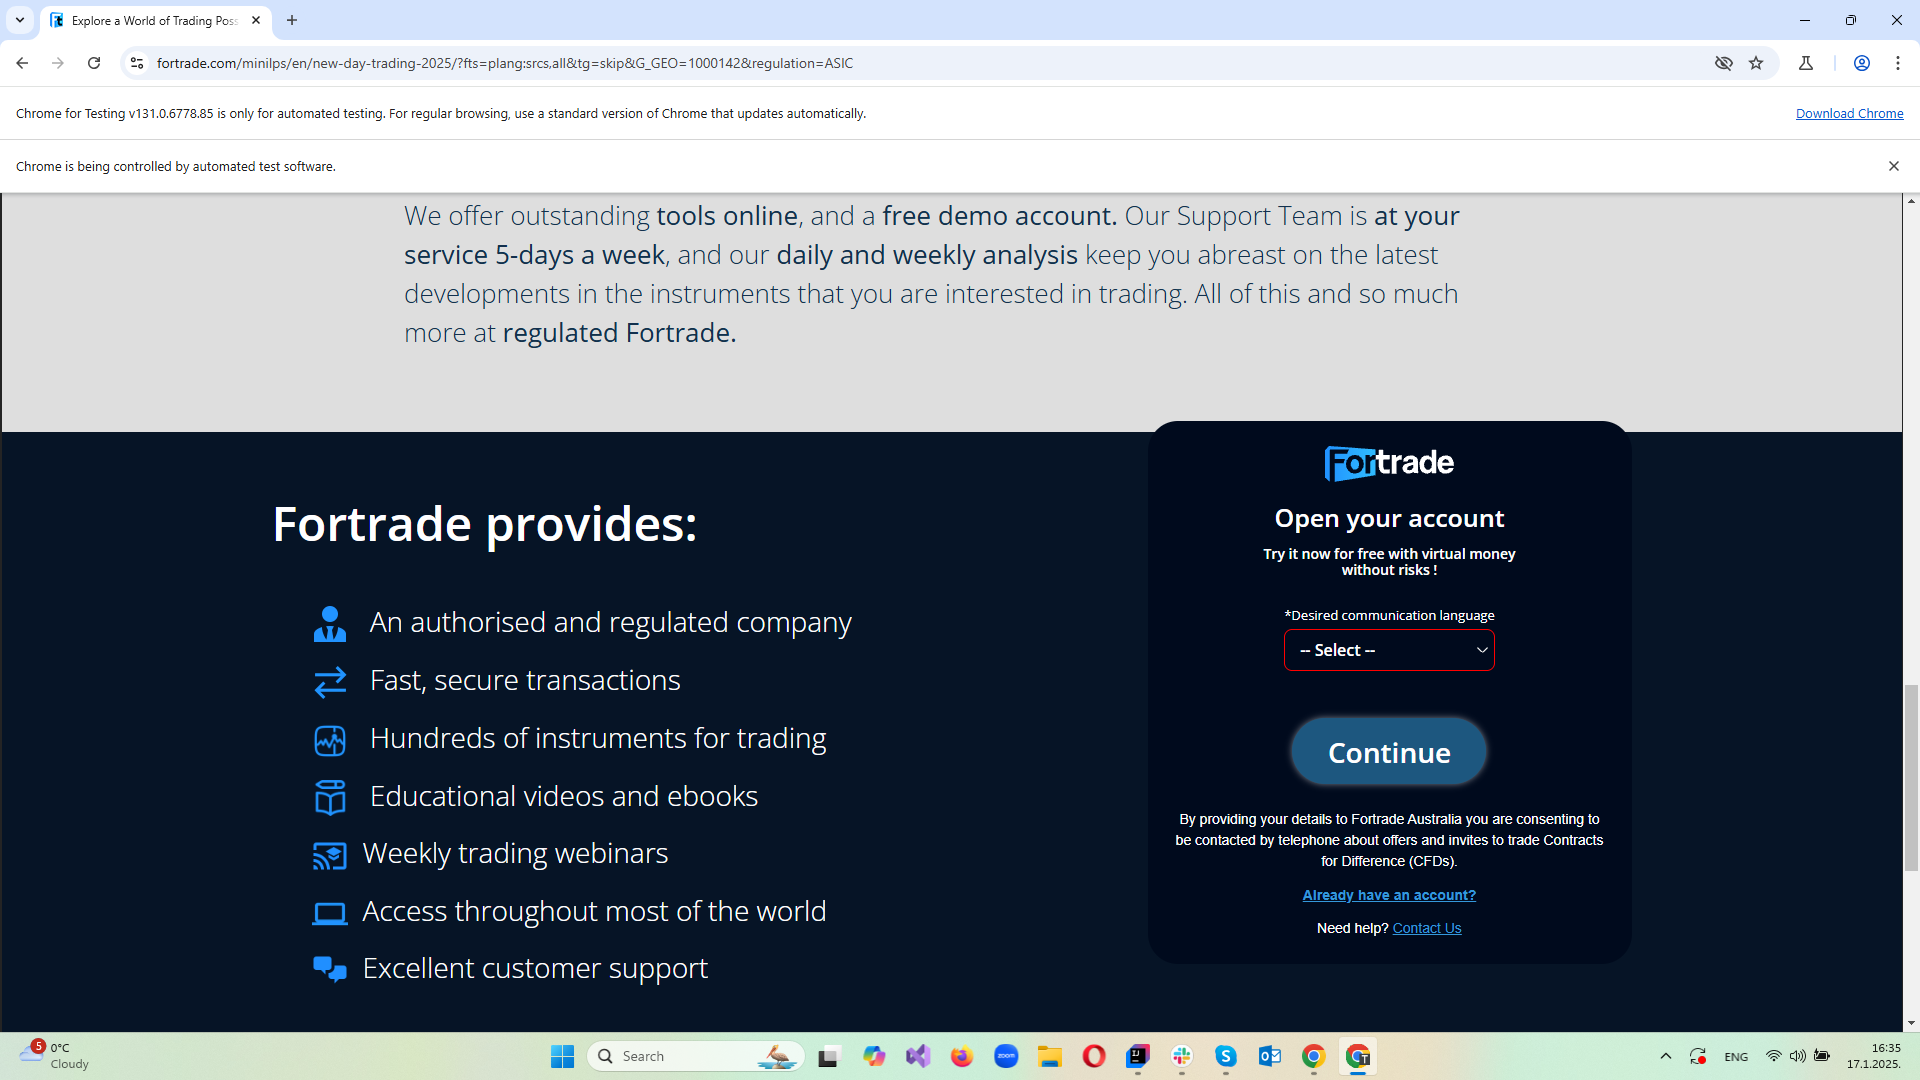 Explore a World of Trading Poss
fortrade.com/minilps/en/new-day-trading-2025/?fts=plang:srcs,all&tg=skip&G_GEO=1000142&regulation=ASIC
Chrome for Testing v131.0.6778.85 is only for automated testing. For regular browsing, use a standard version of Chrome that updates automatically.
Download Chrome
Chrome is being controlled by automated test software.
We offer outstanding tools online, and a free demo account. Our Support Team is at your
service 5-days a week, and our daily and weekly analysis keep you abreast on the latest
developments in the instruments that you are interested in trading. All of this and so much
more at regulated Fortrade.
Fortrade provides:
An authorised and regulated company
Fast, secure transactions
Hundreds of instruments for trading
Educational videos and ebooks
Weekly trading webinars
Access throughout most of the world
Excellent customer support
Fortrade
Open your account
Try it now for free with virtual money
without risks !
*Desired communication language
-- Select --
Continue
By providing your details to Fortrade Australia you are consenting to
be contacted by telephone about offers and invites to trade Contracts
for Difference (CFDs).
Already have an account?
Need help? Contact Us
5
0°C
Cloudy
Search
zoom
ENG
16:35
17.1.2025.